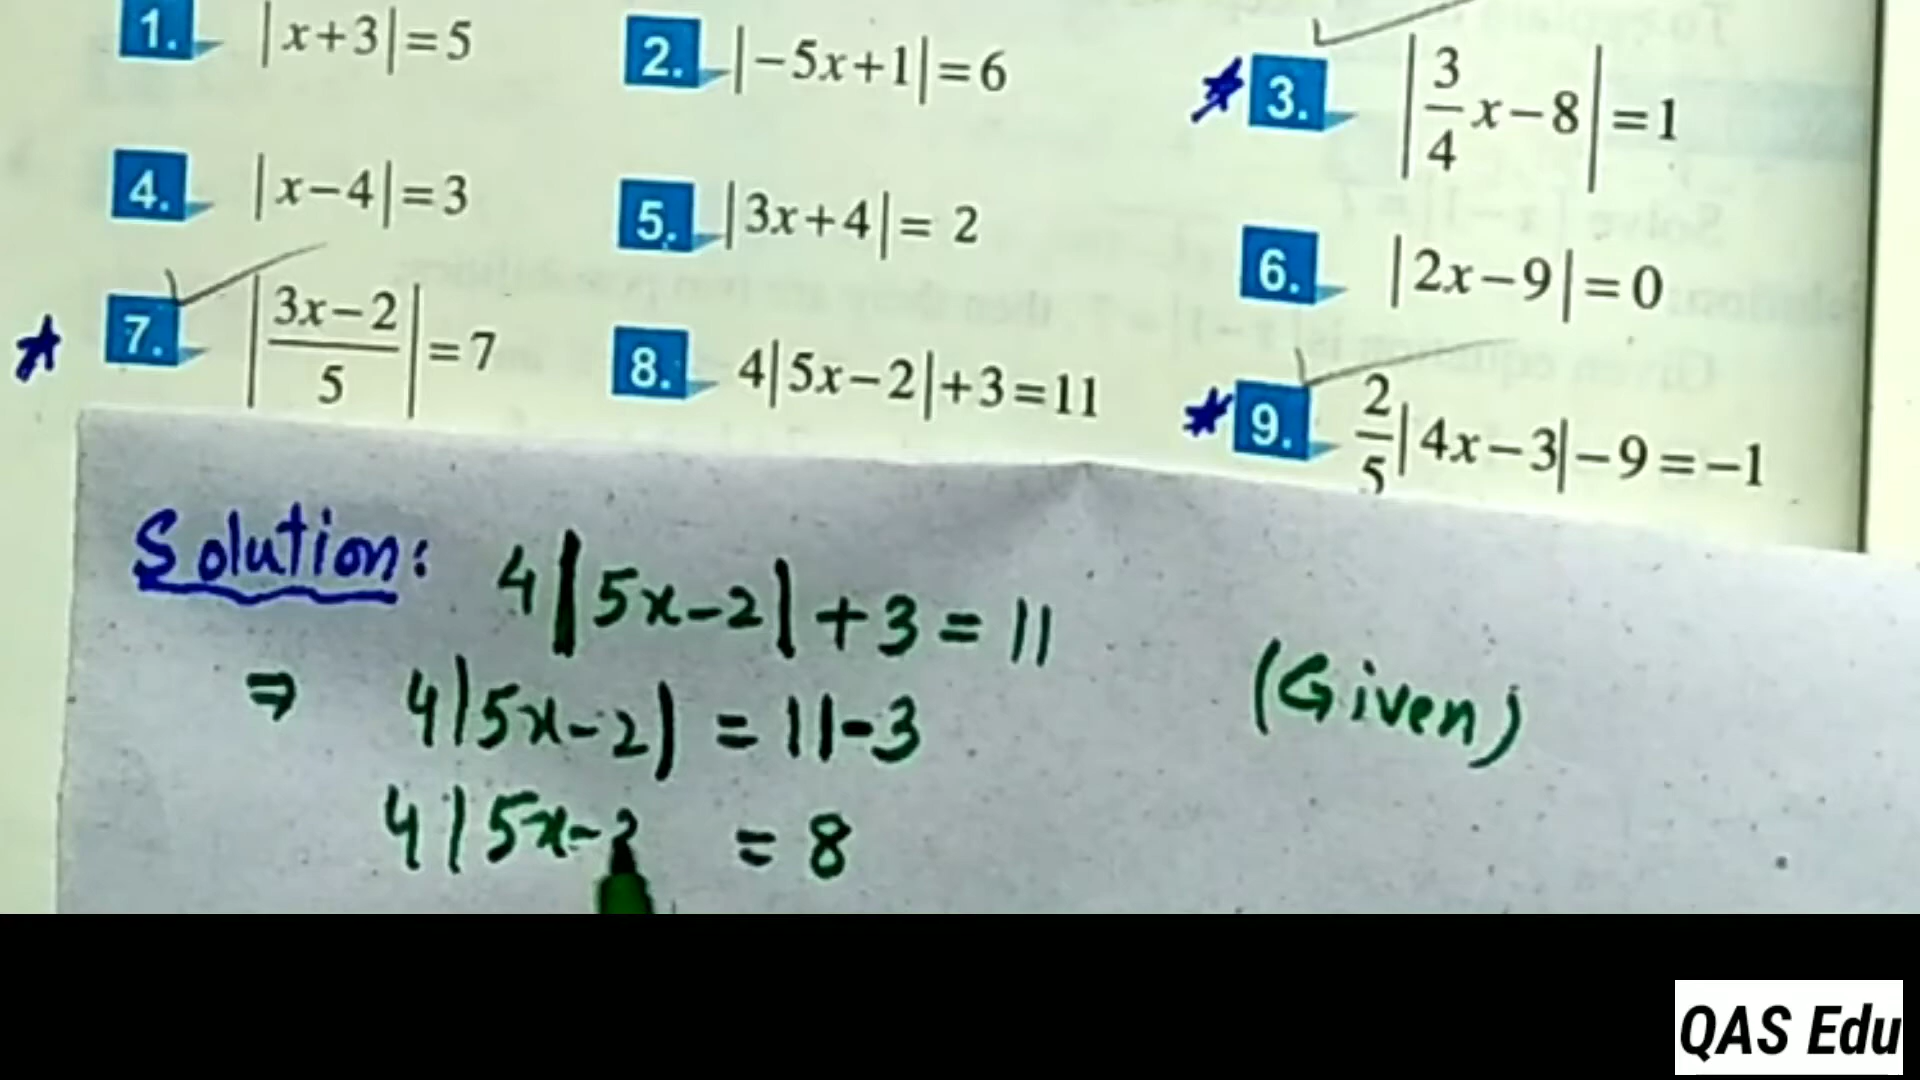 1. |x+3|=5 2. |−5x+1|=6 3. |3/4 x−8|=1
4. |x−4|=3 5. |3x+4|= 2 6. |2x−9|=0
7. |3x−2/5|=7 8. 4|5x−2|+3=11 9. 2/5|4x−3|−9=−1
Solution: 4|5x-2|+3=11
(Given)
⇒ 4|5x-2| = 11-3
4|5x-2 = 8
QAS Edu